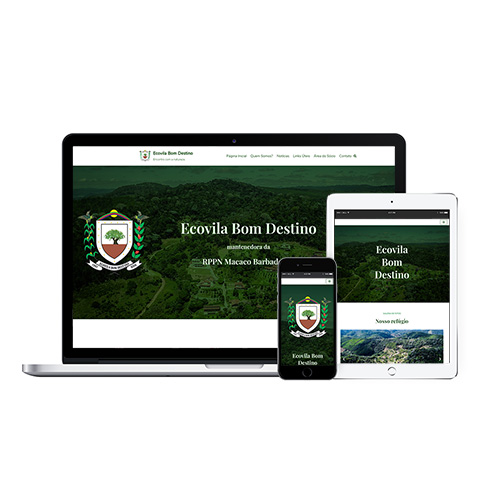 Ecovila Bom Destino
Página Inicial Quem Somos? Notícias Links Úteis Área do Sócio Contato
Ecovila Bom Destino
mantenedora da
RPPN Macaco Barbad
Ecovila
Bom
Destino
Nosso refúgio
Ecovila Bom
Destino